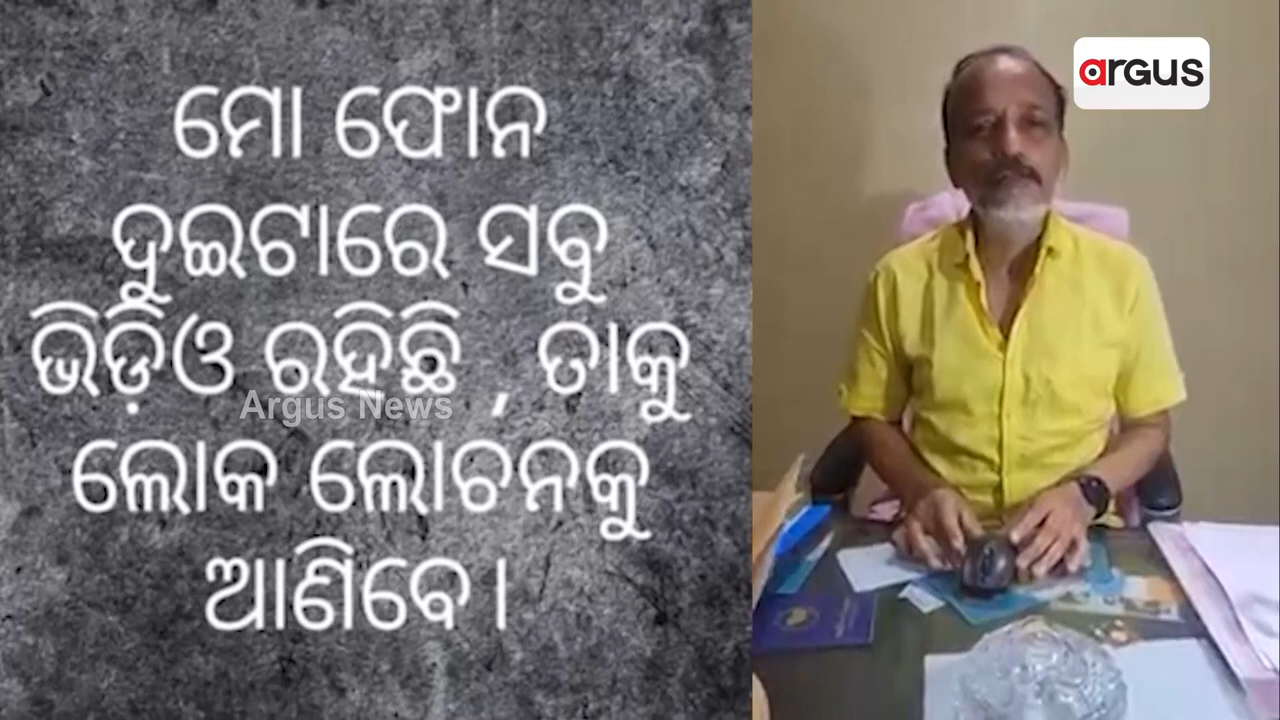 ମୋ ଫୋନ
ଦୁଇଟାରେ ସବୁ
ଭିଡ଼ିଓ ରହିଛି , ତାକୁ
Argus News
ଲୋକ ଲୋଚନକୁ
ଆଣିବେ।
argus